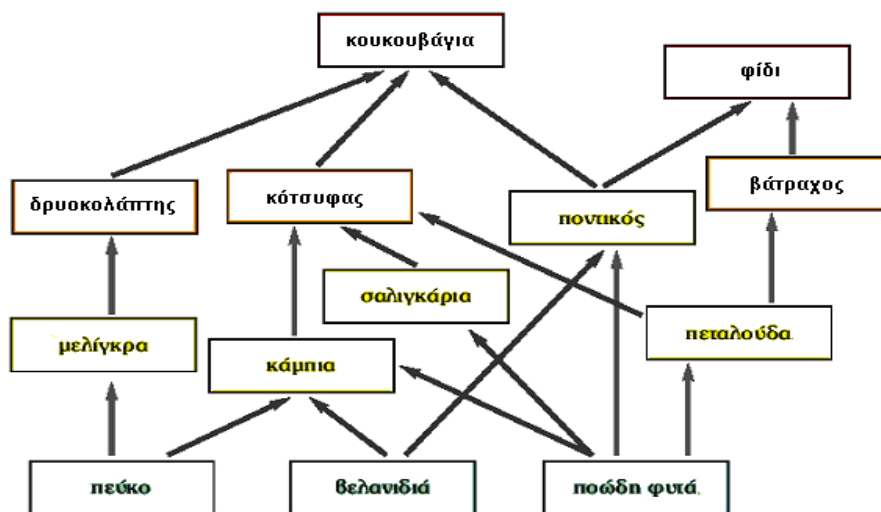 κουκουβάγια
φίδι
δρυοκολάπτης
κότσυφας
ποντικός
βάτραχος
σαλιγκάρια
μελίγκρα
κάμπια
πεταλούδα
πεύκο
βελανιδιά
ποώδη φυτά